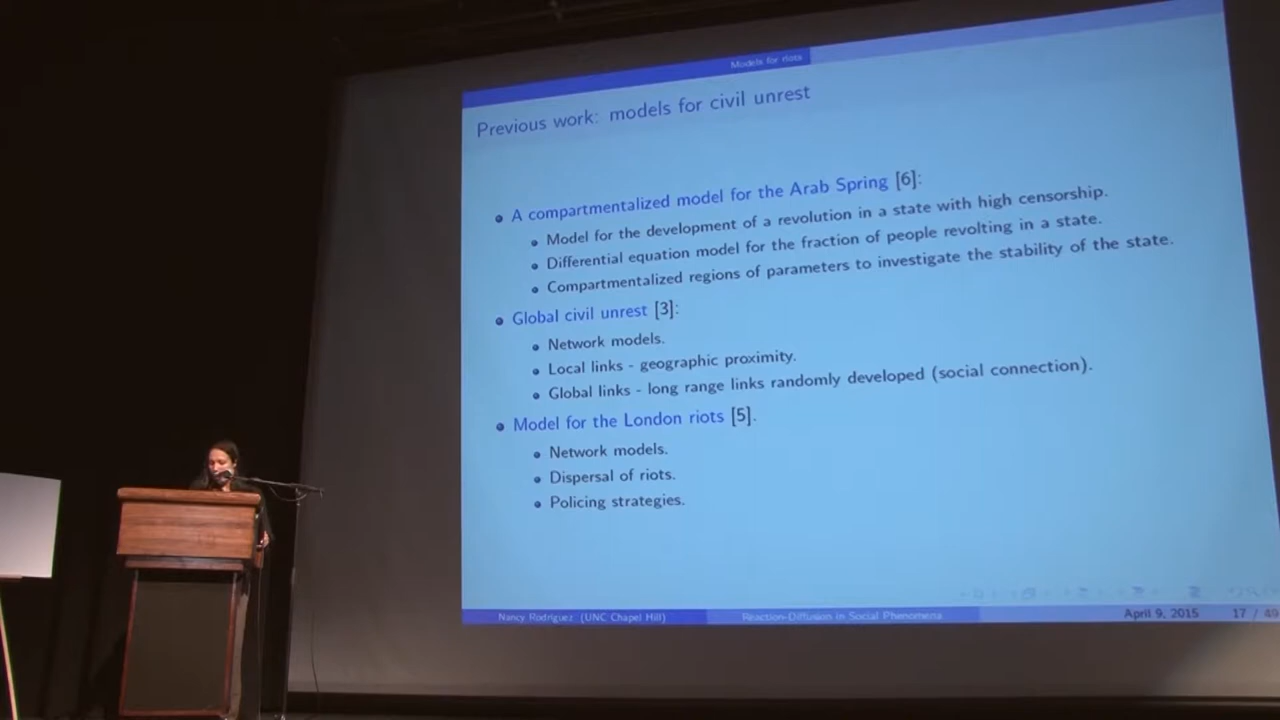 Models for riots
Previous work: models for civil unrest
A compartmentalized model for the Arab Spring [6]:
Model for the development of a revolution in a state with high censorship.
Differential equation model for the fraction of people revolting in a state.
Compartmentalized regions of parameters to investigate the stability of the state.
Global civil unrest [3]:
Network models.
Local links - geographic proximity.
Global links - long range links randomly developed (social connection).
Model for the London riots [5].
Network models.
Dispersal of riots.
Policing strategies.
Nancy Rodriguez (UNC Chapel Hill)
Reaction-Diffusion in Social Phenomena
April 9, 2015
17 / 49